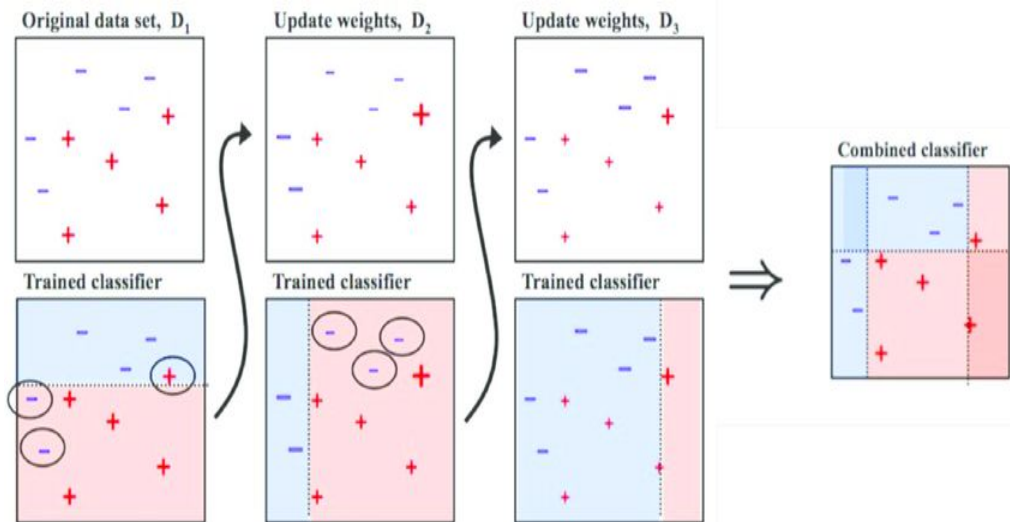 Original data set, D₁
Update weights, D₂
Update weights, D₃
Combined classifier
Trained classifier
Trained classifier
Trained classifier